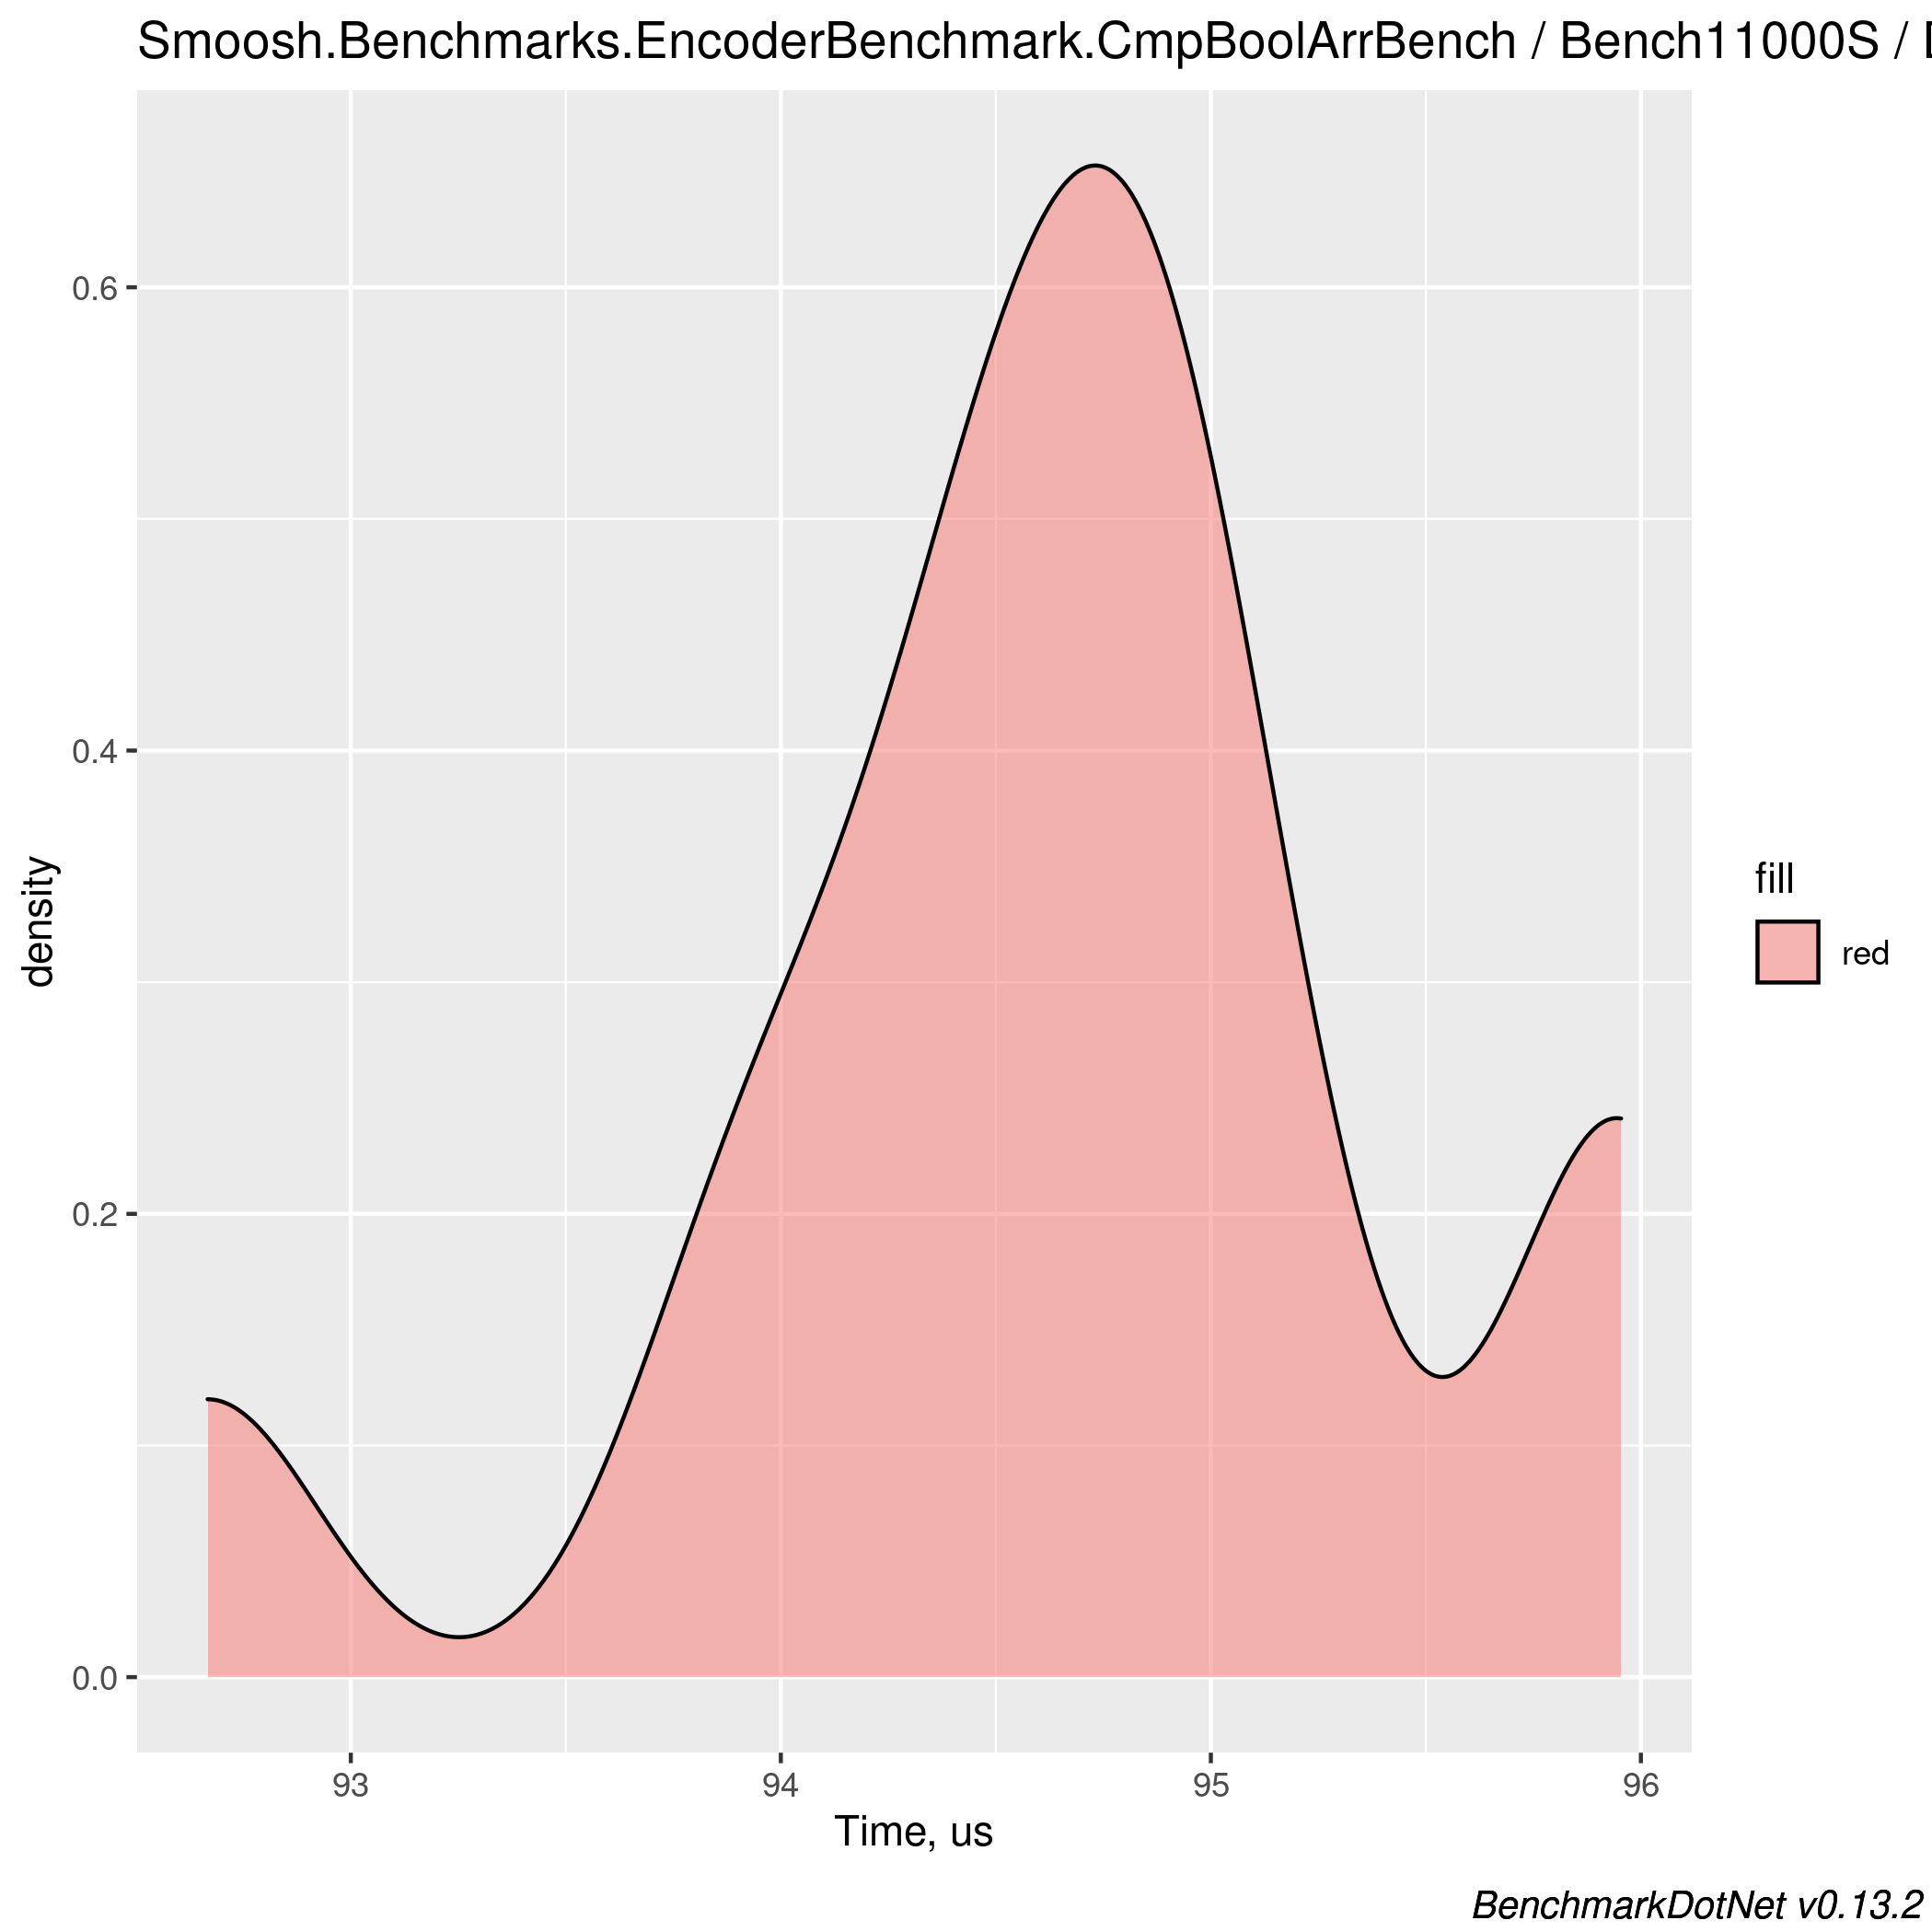 Smoosh.Benchmarks.EncoderBenchmark.CmpBoolArrBench / Bench11000S /
0.6
0.4
0.2
0.0
density
93 94 95 96
Time, us
fill
red
BenchmarkDotNet v0.13.2